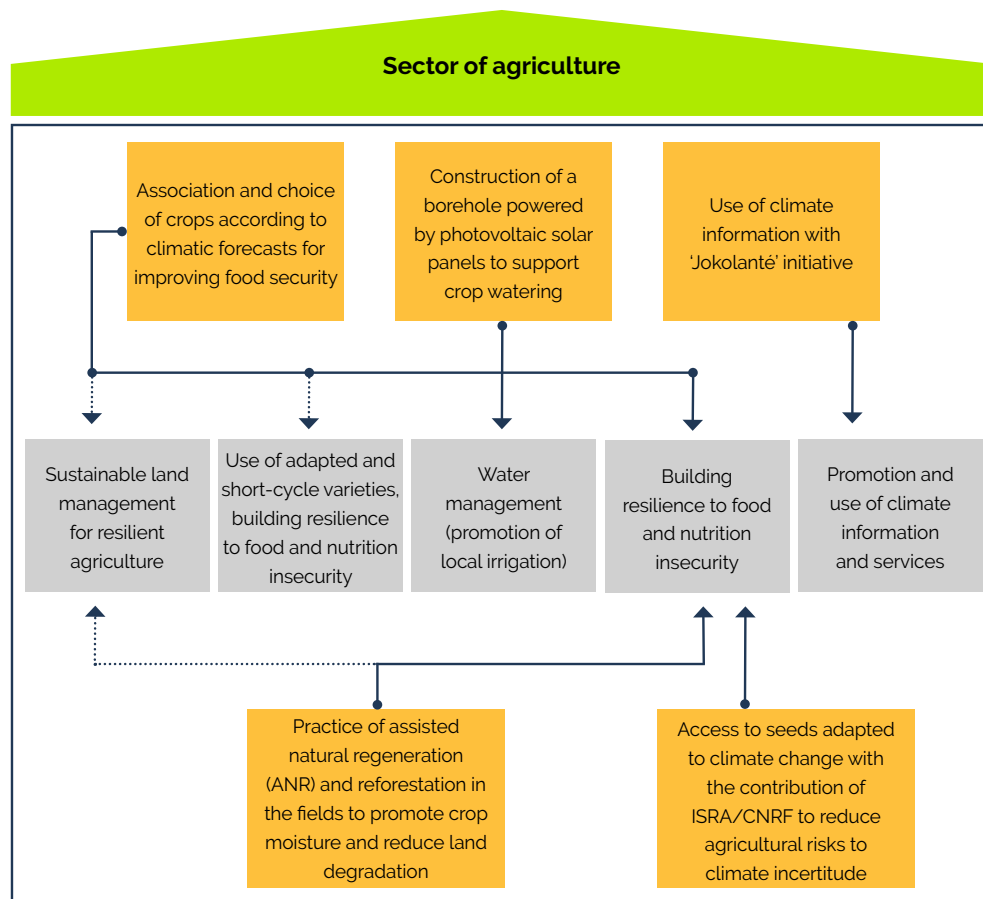 Sector of agriculture
Association and choice
of crops according to
climatic forecasts for
improving food security
Construction of a
borehole powered
by photovoltaic solar
panels to support
crop watering
Use of climate
information with
‘Jokolanté’ initiative
Sustainable land
management
for resilient
agriculture
Use of adapted and
short-cycle varieties,
building resilience
to food and nutrition
insecurity
Water
management
(promotion of
local irrigation)
Building
resilience to food
and nutrition
insecurity
Promotion and
use of climate
information
and services
Practice of assisted
natural regeneration
(ANR) and reforestation in
the fields to promote crop
moisture and reduce land
degradation
Access to seeds adapted
to climate change with
the contribution of
ISRA/CNRF to reduce
agricultural risks to
climate incertitude